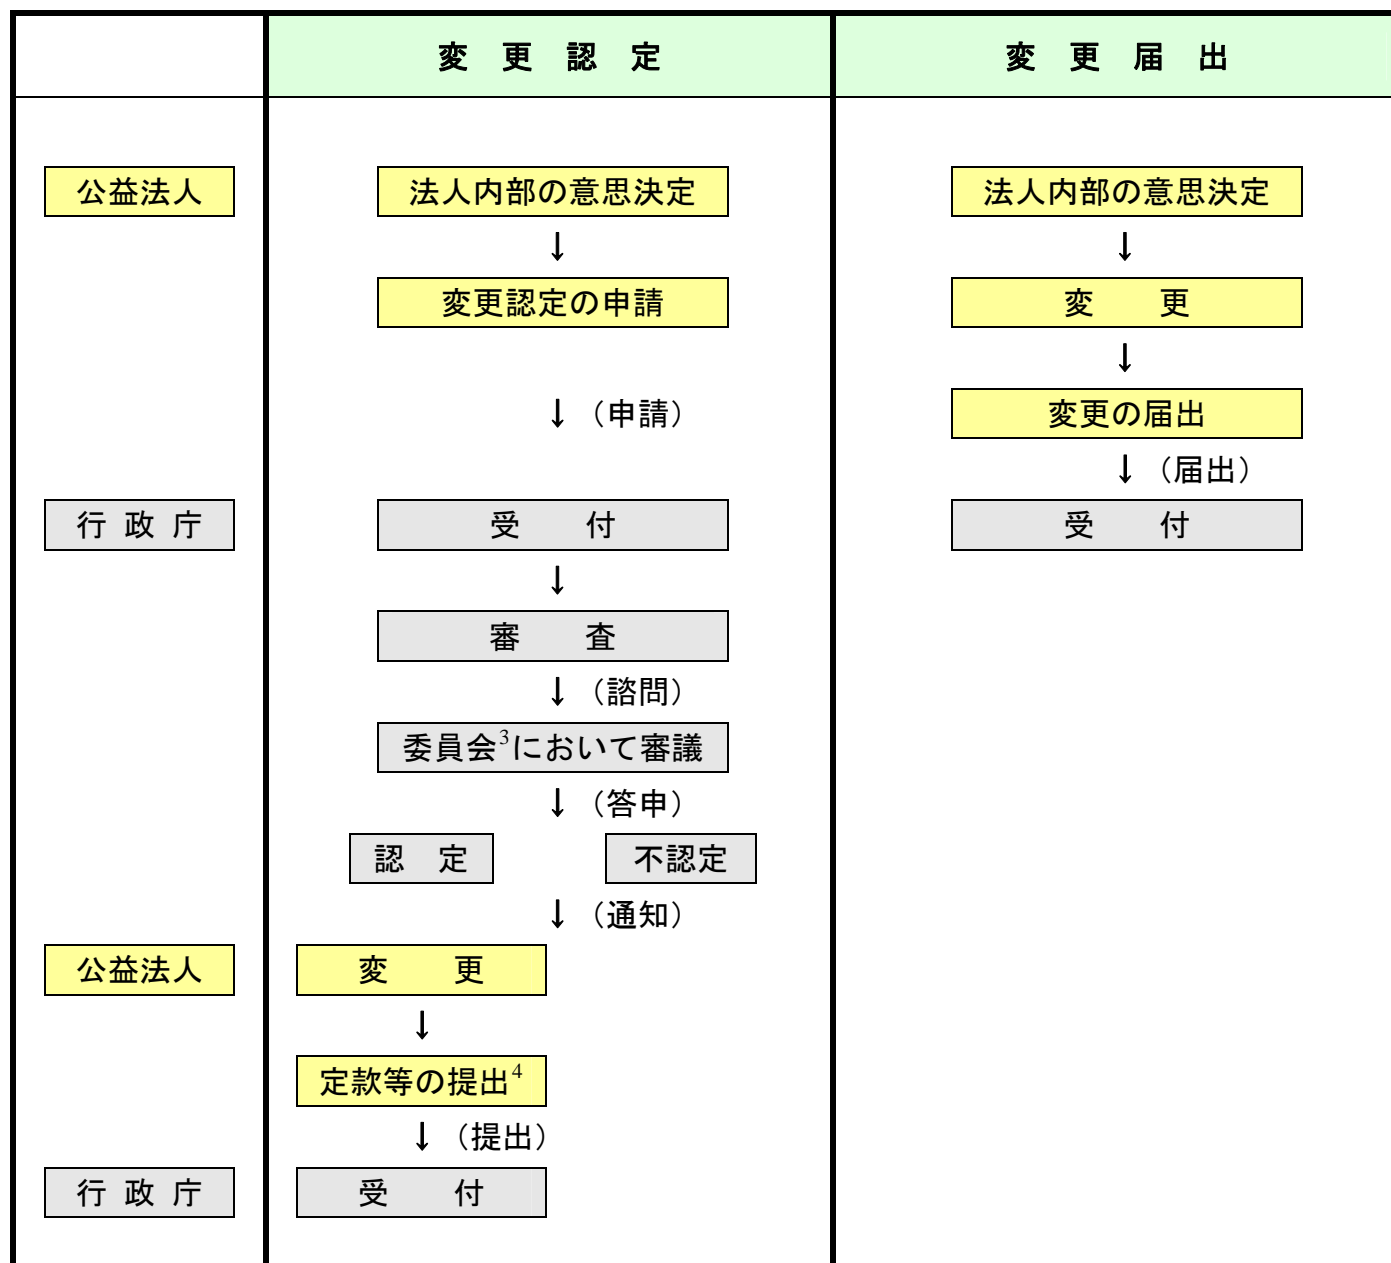 変 更 認 定
変 更 届 出
公益法人
法人内部の意思決定
法人内部の意思決定
↓
↓
変更認定の申請
変 更
↓
↓（申請）
変更の届出
↓（届出）
行 政 庁
受 付
受 付
↓
審 査
↓（諮問）
委員会3において審議
↓（答申）
認 定
不認定
↓（通知）
公益法人
変 更
↓
定款等の提出4
↓（提出）
行 政 庁
受 付